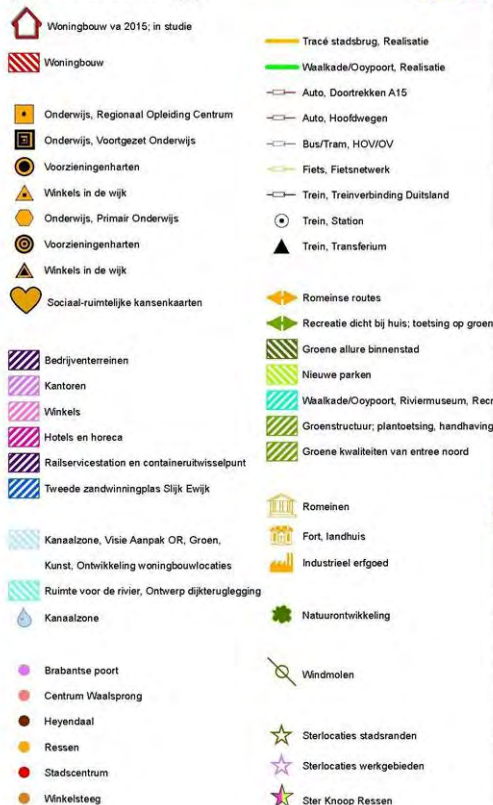 Woningbouw va 2015; in studie
Woningbouw
Onderwijs, Regionaal Opleiding Centrum
Onderwijs, Voortgezet Onderwijs
Voorzieningenharten
Winkels in de wijk
Onderwijs, Primair Onderwijs
Voorzieningenharten
Winkels in de wijk
Sociaal-ruimtelijke kansenkaarten
Bedrijventerreinen
Kantoren
Winkels
Hotels en horeca
Railservicestation en containeruitwisselpunt
Tweede zandwinningplas Slijk Ewijk
Kanaalzone, Visie Aanpak OR, Groen,
Kunst, Ontwikkeling woningbouwlocaties
Ruimte voor de rivier, Ontwerp dijkteruglegging
Kanaalzone
Brabantse poort
Centrum Waalsprong
Heyendaal
Ressen
Stadscentrum
Winkelsteeg
Tracé stadsbrug, Realisatie
Waalkade/Ooypoort, Realisatie
Auto, Doortrekken A15
Auto, Hoofdwegen
Bus/Tram, HOV/OV
Fiets, Fietsnetwerk
Trein, Treinverbinding Duitsland
Trein, Station
Trein, Transferium
Romeinse routes
Recreatie dicht bij huis; toetsing op groen
Groene allure binnenstad
Nieuwe parken
Waalkade/Ooypoort, Riviermuseum, Recr
Groenstructuur; plantoetsing, handhaving
Groene kwaliteiten van entree noord
Romeinen
Fort, landhuis
Industrieel erfgoed
Natuurontwikkeling
Windmolen
Sterlocaties stadsranden
Sterlocaties werkgebieden
Ster Knoop Ressen